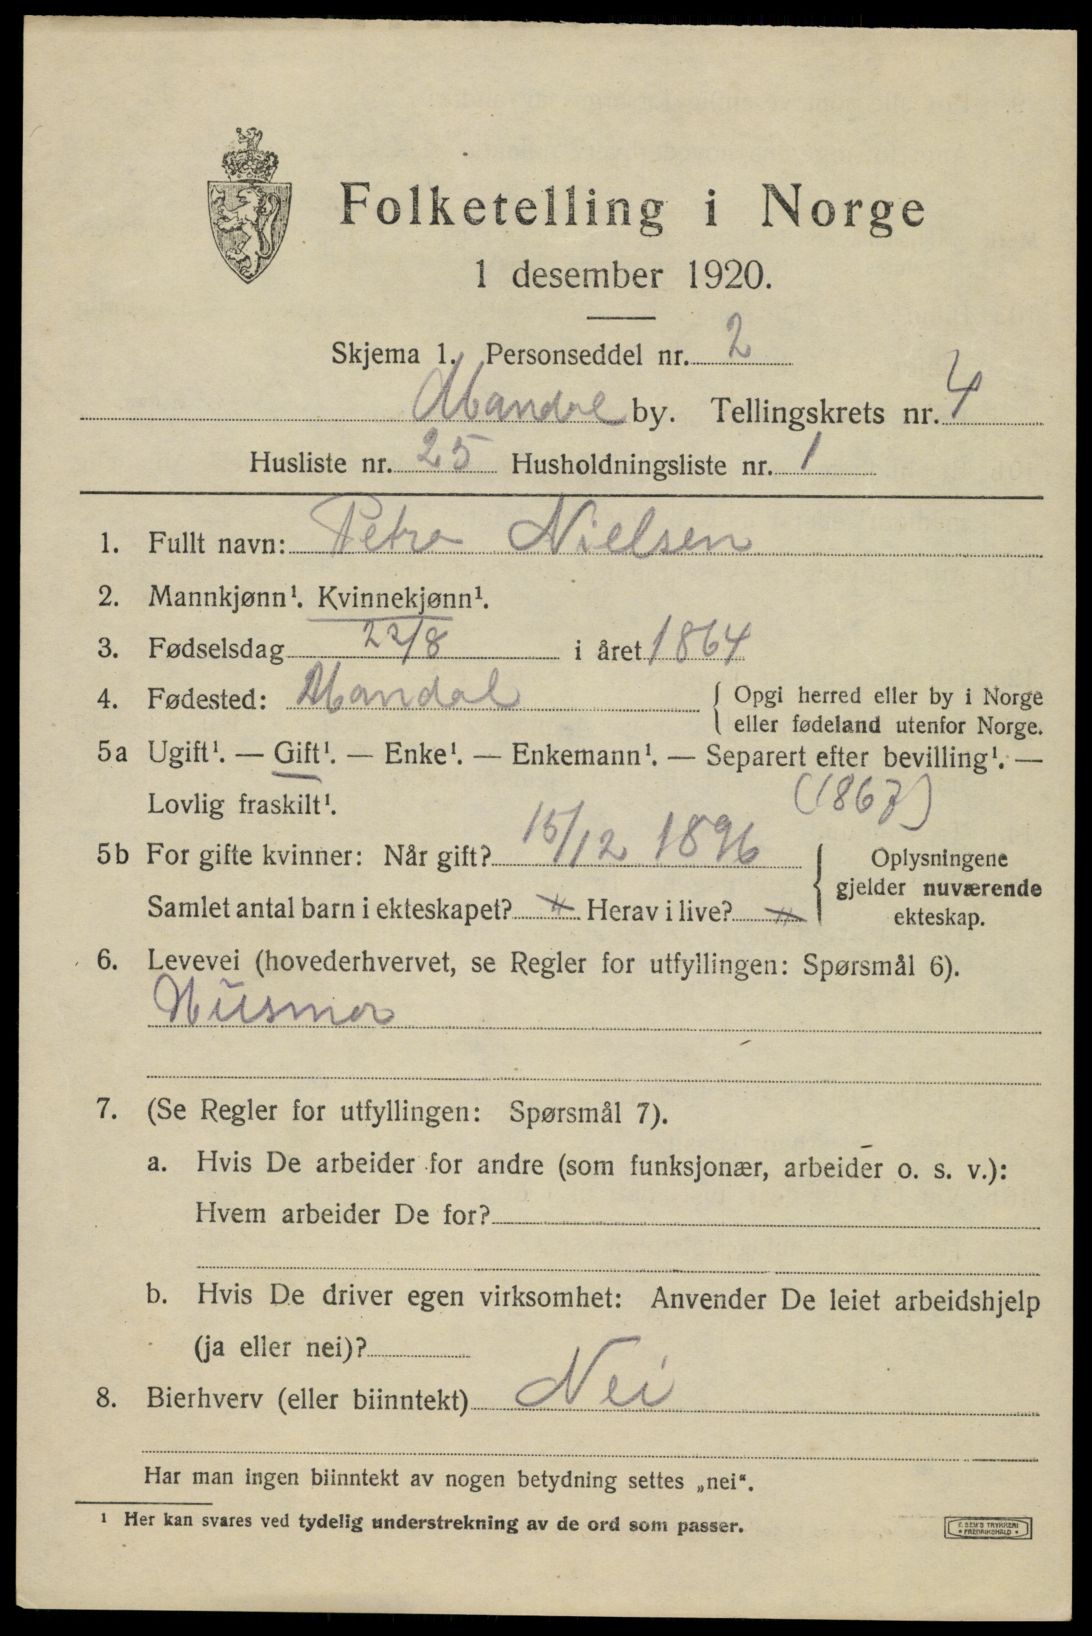 Folketelling i Norge
1 desember 1920.
Skjema 1. Personseddel nr. 2
Mandal by. Tellingskrets nr. 4
Husliste nr. 25 Husholdningsliste nr. 1
1. Fullt navn: Petra Nielsen
2. Mannkjønn¹. Kvinnekjønn¹.
3. Fødselsdag 22/8 i året 1864
4. Fødested: Mandal { Opgi herred eller by i Norge
eller fødeland utenfor Norge.
5a Ugift¹. — Gift¹. — Enke¹. — Enkemann¹. — Separert efter bevilling¹. —
Lovlig fraskilt¹. (1867)
5b For gifte kvinner: Når gift? 15/12 1896 { Oplysningene
gjelder nuværende
ekteskap.
Samlet antal barn i ekteskapet? Herav i live?
6. Levevei (hovederhvervet, se Regler for utfyllingen: Spørsmål 6).
Husmor
7. (Se Regler for utfyllingen: Spørsmål 7).
a. Hvis De arbeider for andre (som funksjonær, arbeider o. s. v.):
Hvem arbeider De for?
b. Hvis De driver egen virksomhet: Anvender De leiet arbeidshjelp
(ja eller nei)?
8. Bierhverv (eller biinntekt) Nei
Har man ingen biinntekt av nogen betydning settes „nei“.
¹ Her kan svares ved tydelig understrekning av de ord som passer.